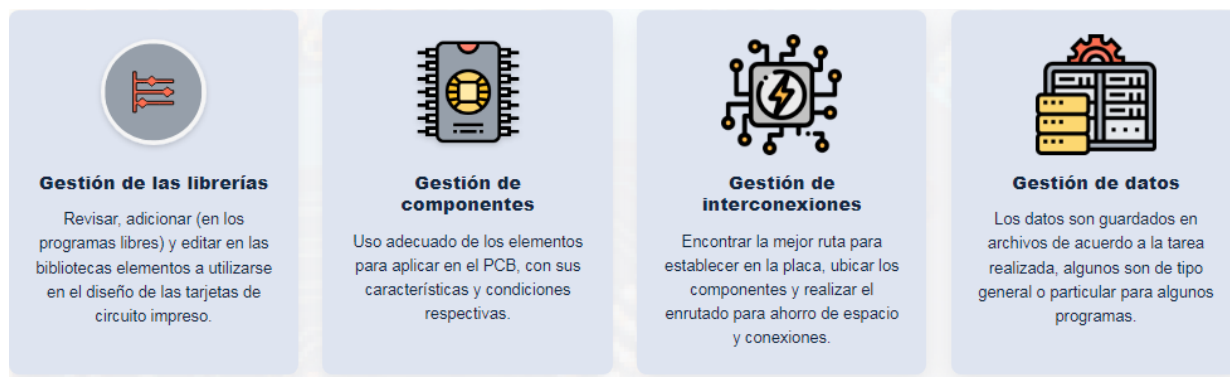 Gestión de las librerías
Revisar, adicionar (en los
programas libres) y editar en las
bibliotecas elementos a utilizarse
en el diseño de las tarjetas de
circuito impreso.
Gestión de
componentes
Uso adecuado de los elementos
para aplicar en el PCB, con sus
características y condiciones
respectivas.
Gestión de
interconexiones
Encontrar la mejor ruta para
establecer en la placa, ubicar los
componentes y realizar el
enrutado para ahorro de espacio
y conexiones.
Gestión de datos
Los datos son guardados en
archivos de acuerdo a la tarea
realizada, algunos son de tipo
general o particular para algunos
programas.